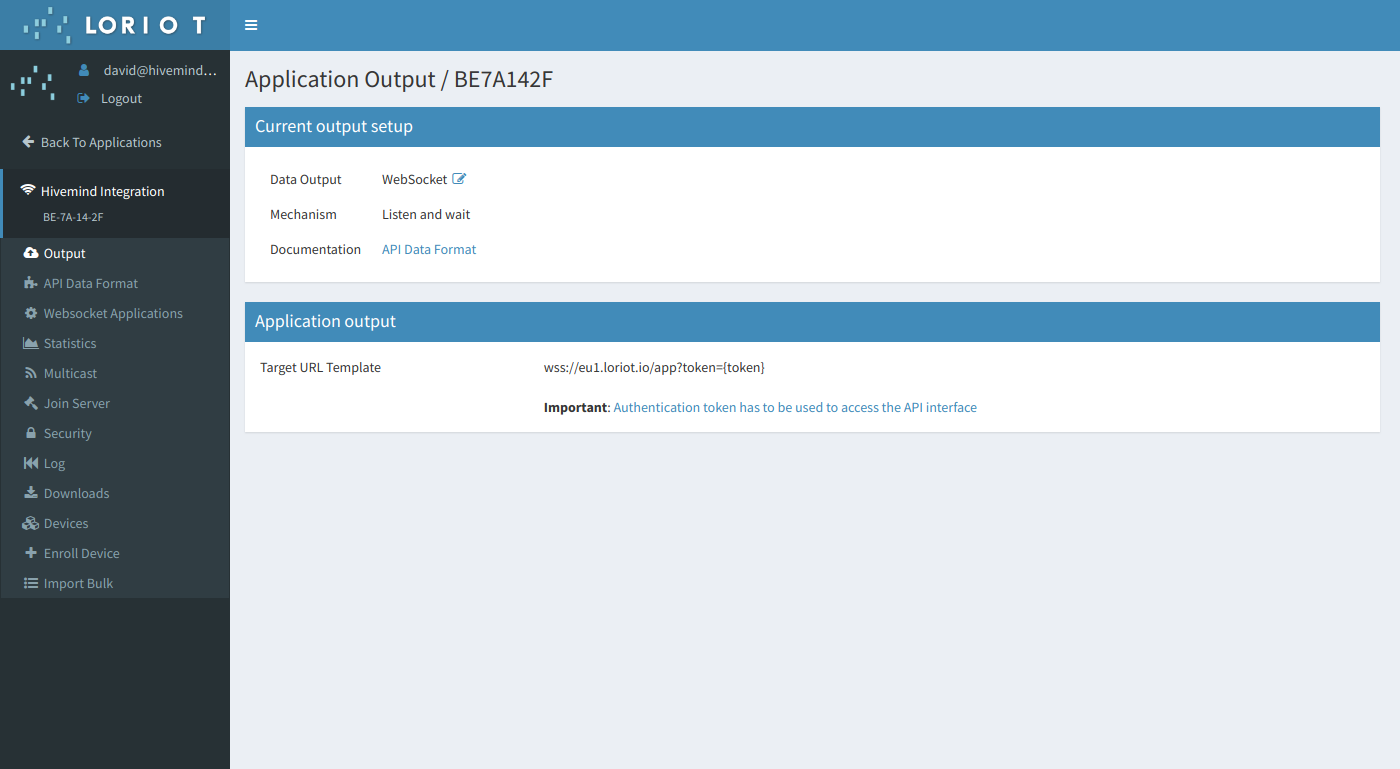 LORIOT
david@hivemind...
Logout
Back To Applications
Hivemind Integration
BE-7A-14-2F
Output
API Data Format
Websocket Applications
Statistics
Multicast
Join Server
Security
Log
Downloads
Devices
Enroll Device
Import Bulk
Application Output / BE7A142F
Current output setup
Data Output WebSocket
Mechanism Listen and wait
Documentation API Data Format
Application output
Target URL Template wss://eu1.loriot.io/app?token={token}
Important: Authentication token has to be used to access the API interface